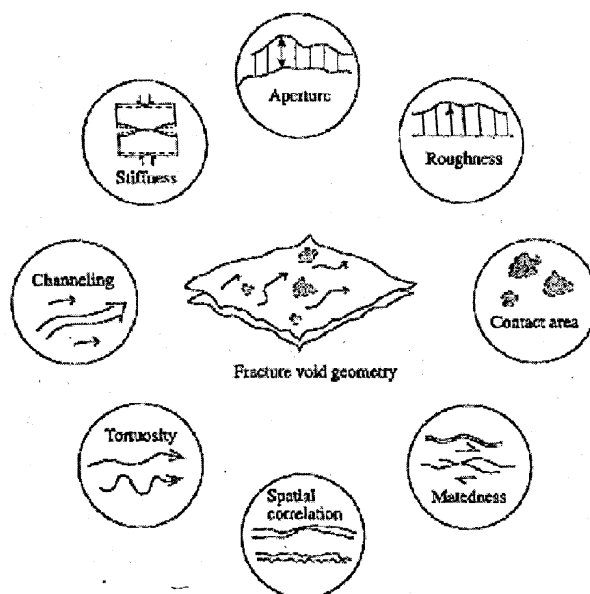 Aperture
Stiffness
Roughness
Channeling
Contact area
Fracture void geometry
Tortuosity
Matedness
Spatial
correlation